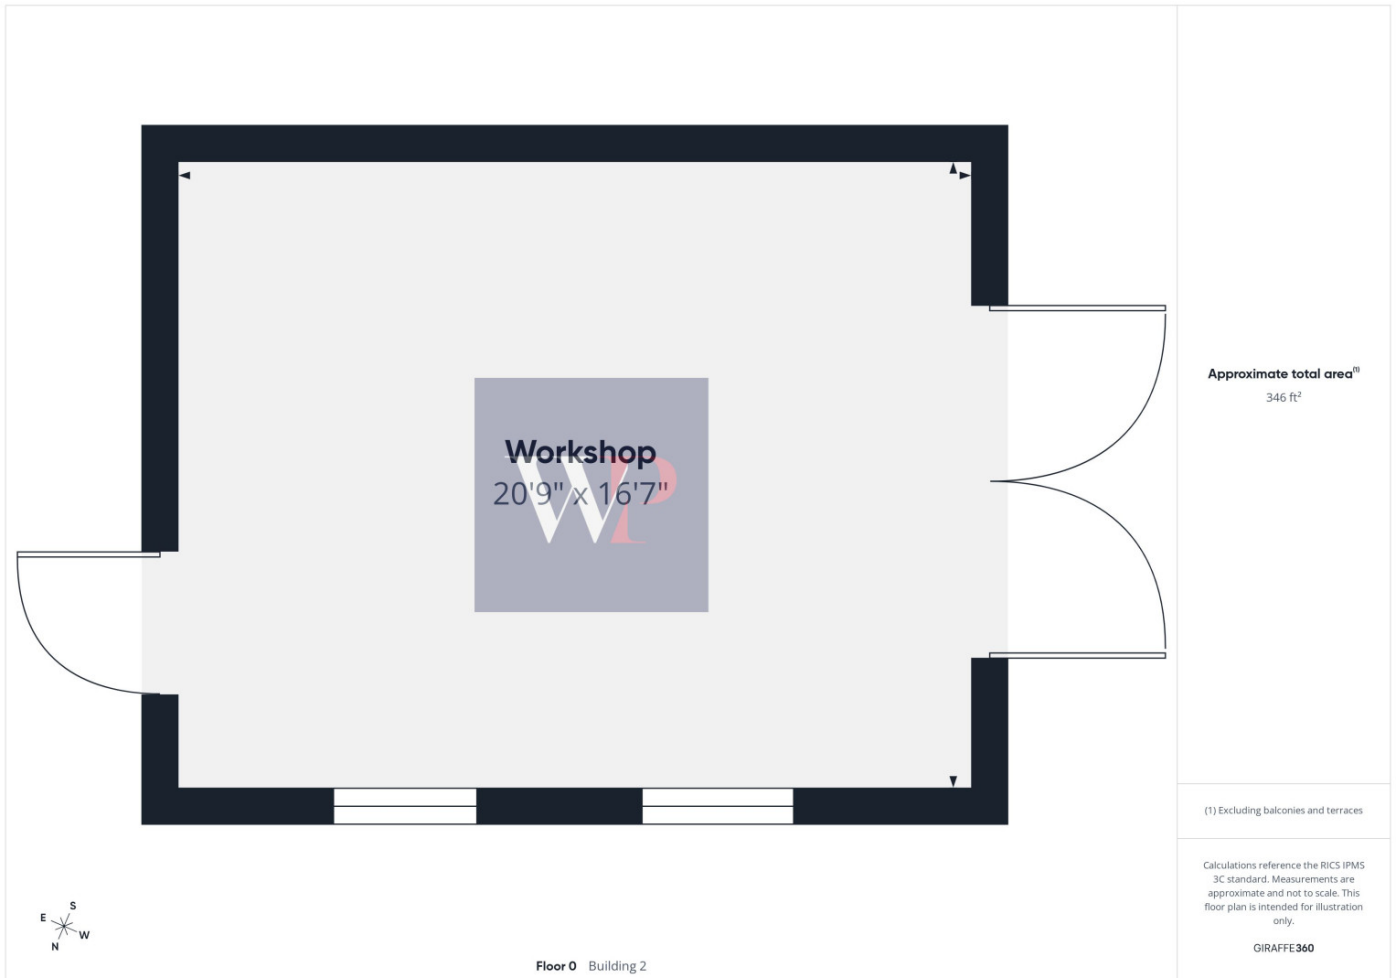 Workshop
20'9" x 16'7"
WP
Approximate total area(1)
346 ft²
(1) Excluding balconies and terraces
Calculations reference the RICS IPMS
3C standard. Measurements are
approximate and not to scale. This
floor plan is intended for illustration
only.
GIRAFFE360
S
E
W
N
Floor 0 Building 2